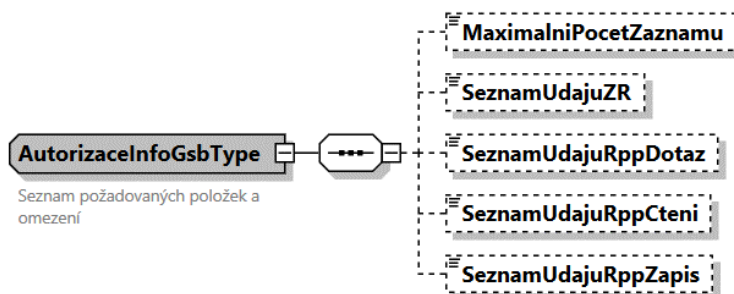 MaximalniPocetZaznamu
SeznamUdajuZR
AutorizaceInfoGsbType
SeznamUdajuRppDotaz
Seznam požadovaných položek a
omezení
SeznamUdajuRppCteni
SeznamUdajuRppZapis